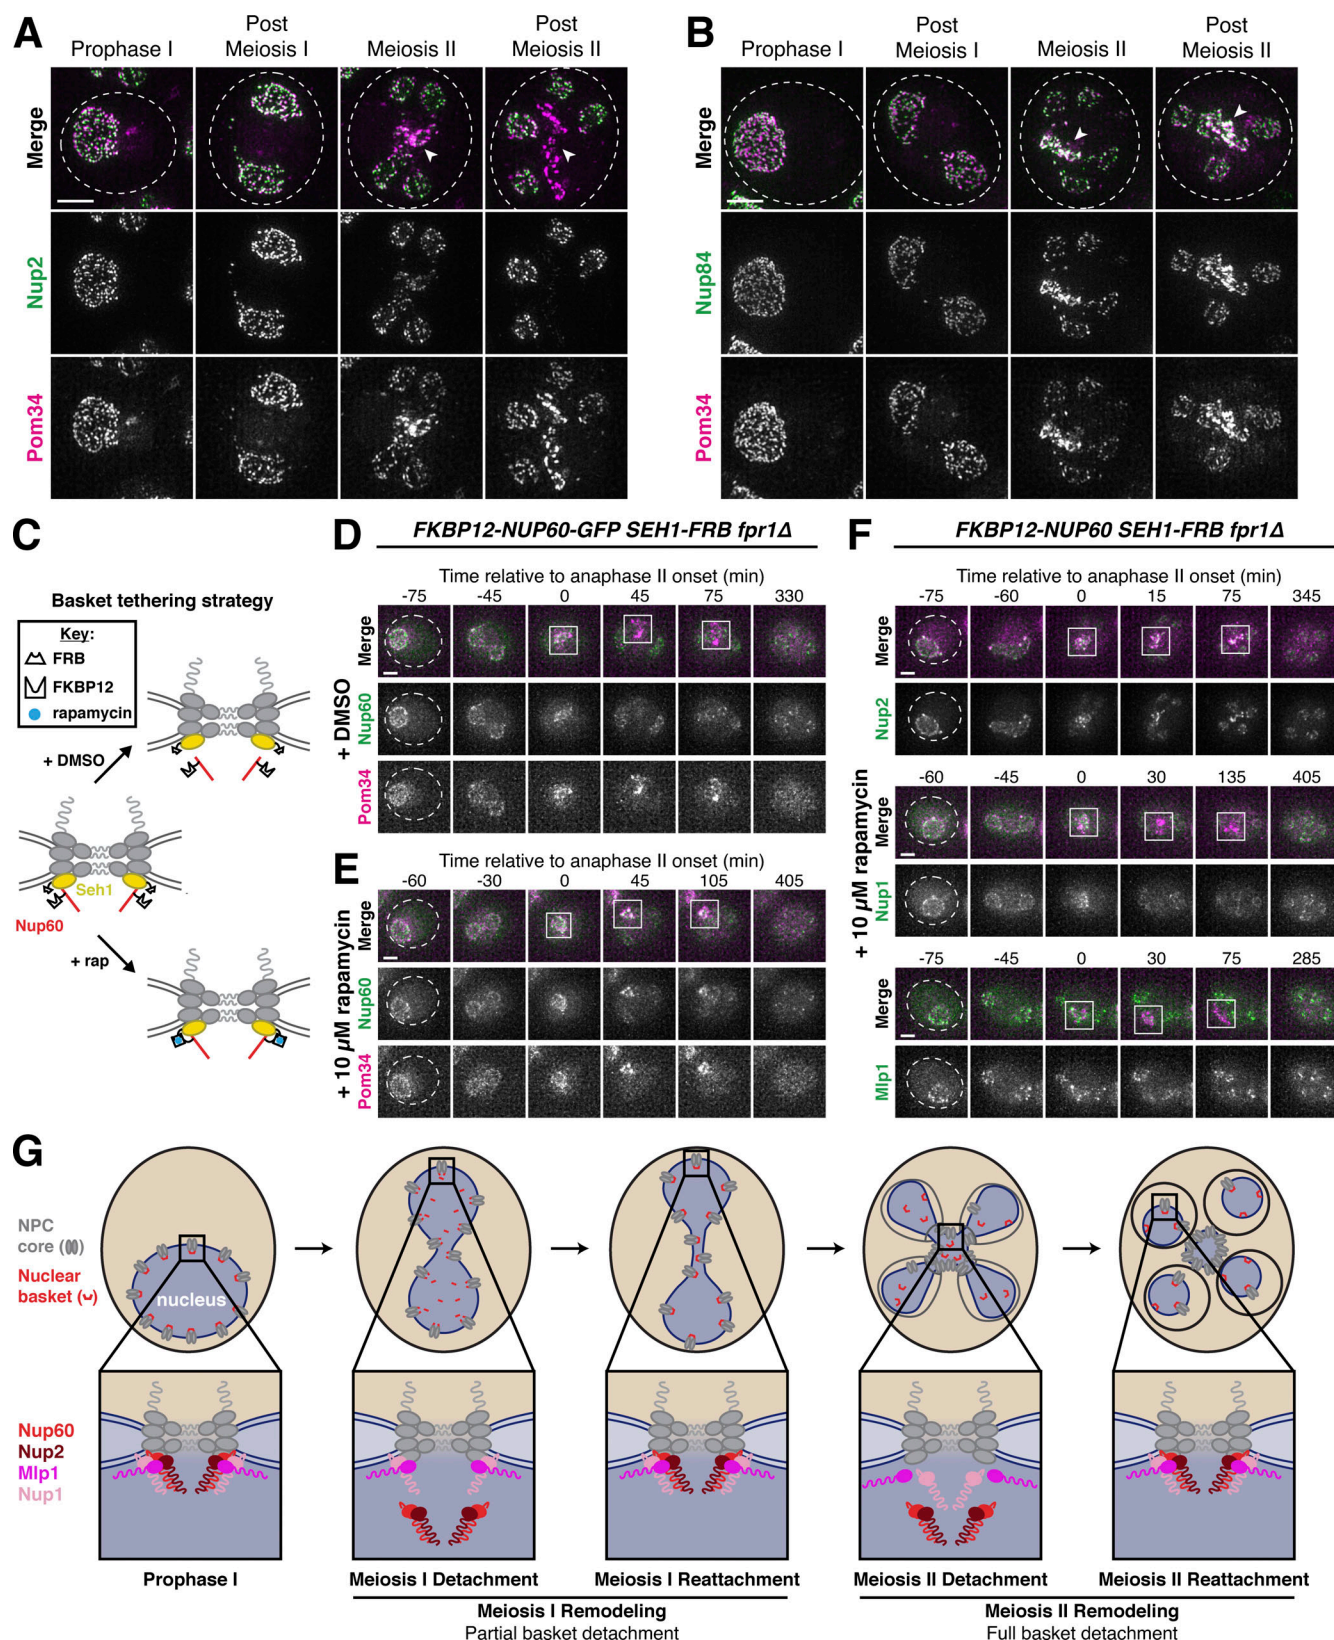 A
Prophase I
Post
Meiosis I
Meiosis II
Post
Meiosis II
Merge
Nup2
Pom34
B
Prophase I
Post
Meiosis I
Meiosis II
Post
Meiosis II
Merge
Nup84
Pom34
C
Basket tethering strategy
Key:
FRB
FKBP12
rapamycin
+ DMSO
Seh1
Nup60
+ rap
D
FKBP12-NUP60-GFP SEH1-FRB fpr1Δ
Time relative to anaphase II onset (min)
-75 -45 0 45 75 330
+ DMSO
Merge
Nup60
Pom34
E
Time relative to anaphase II onset (min)
-60 -30 0 45 105 405
+ 10 µM rapamycin
Merge
Nup60
Pom34
F
FKBP12-NUP60 SEH1-FRB fpr1Δ
Time relative to anaphase II onset (min)
-75 -60 0 15 75 345
+ 10 µM rapamycin
Merge
Nup2
-60 -45 0 30 135 405
Merge
Nup1
-75 -45 0 30 75 285
Merge
Mlp1
G
NPC
core ()
Nuclear
basket ()
nucleus
Nup60
Nup2
Mlp1
Nup1
Prophase I
Meiosis I Detachment
Meiosis I Reattachment
Meiosis II Detachment
Meiosis II Reattachment
Meiosis I Remodeling
Partial basket detachment
Meiosis II Remodeling
Full basket detachment